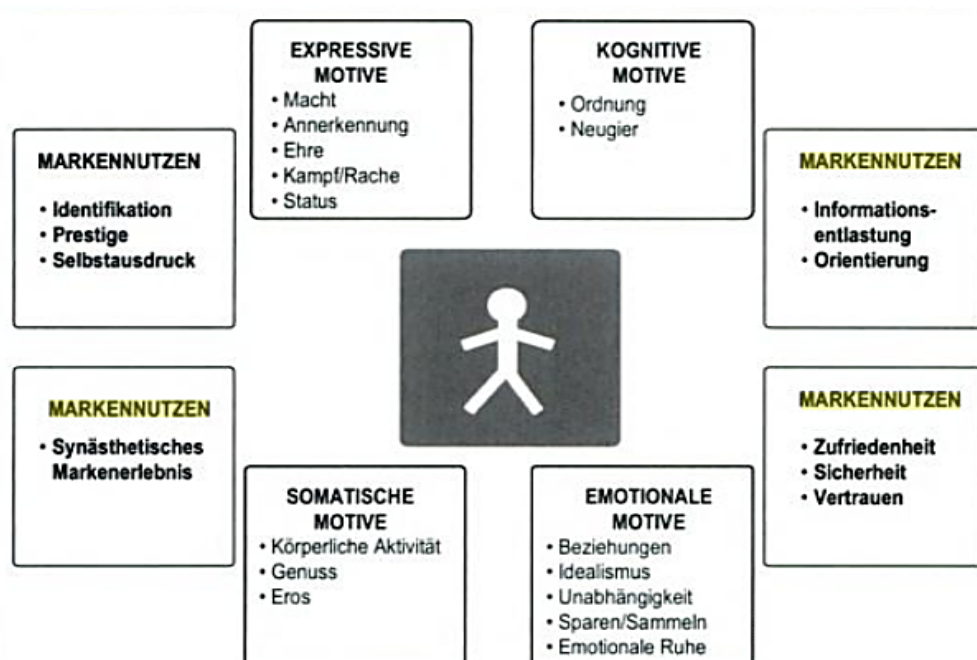 EXPRESSIVE
MOTIVE
• Macht
• Annerkennung
• Ehre
• Kampf/Rache
• Status
KOGNITIVE
MOTIVE
• Ordnung
• Neugier
MARKENNUTZEN
• Identifikation
• Prestige
• Selbstausdruck
MARKENNUTZEN
• Informations-
entlastung
• Orientierung
MARKENNUTZEN
• Synästhetisches
Markenerlebnis
MARKENNUTZEN
• Zufriedenheit
• Sicherheit
• Vertrauen
SOMATISCHE
MOTIVE
• Körperliche Aktivität
• Genuss
• Eros
EMOTIONALE
MOTIVE
• Beziehungen
• Idealismus
• Unabhängigkeit
• Sparen/Sammeln
• Emotionale Ruhe